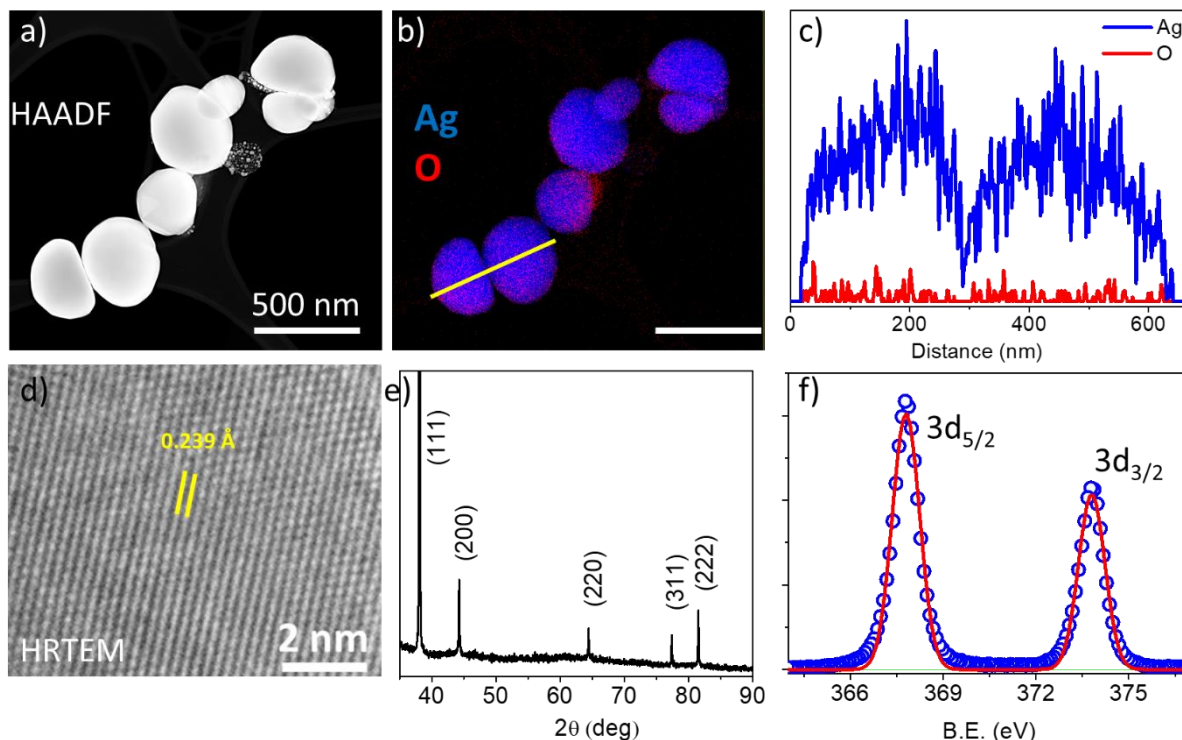 a)
HAADF
500 nm
b)
Ag
O
c)
Ag
O
0
200
400
600
Distance (nm)
d)
0.239 Å
HRTEM
2 nm
e)
(111)
(200)
(220)
(311)
(222)
40
50
60
70
80
90
2θ (deg)
f)
3d5/2
3d3/2
366
369
372
375
B.E. (eV)